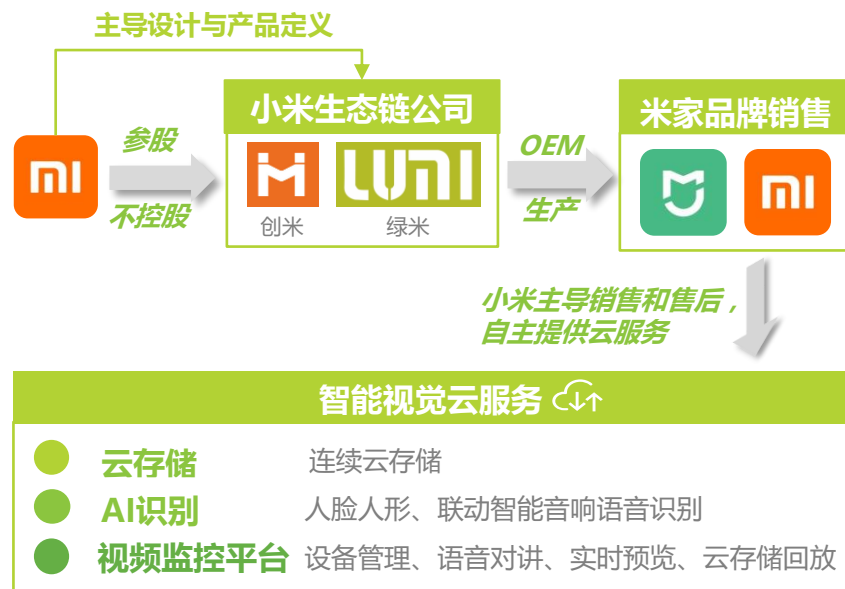 主导设计与产品定义
小米生态链公司
米家品牌销售
参股
不控股
创米
LUMI
绿米
OEM
生产
小米主导销售和售后，
自主提供云服务
智能视觉云服务
云存储 连续云存储
AI识别 人脸人形、联动智能音响语音识别
视频监控平台 设备管理、语音对讲、实时预览、云存储回放